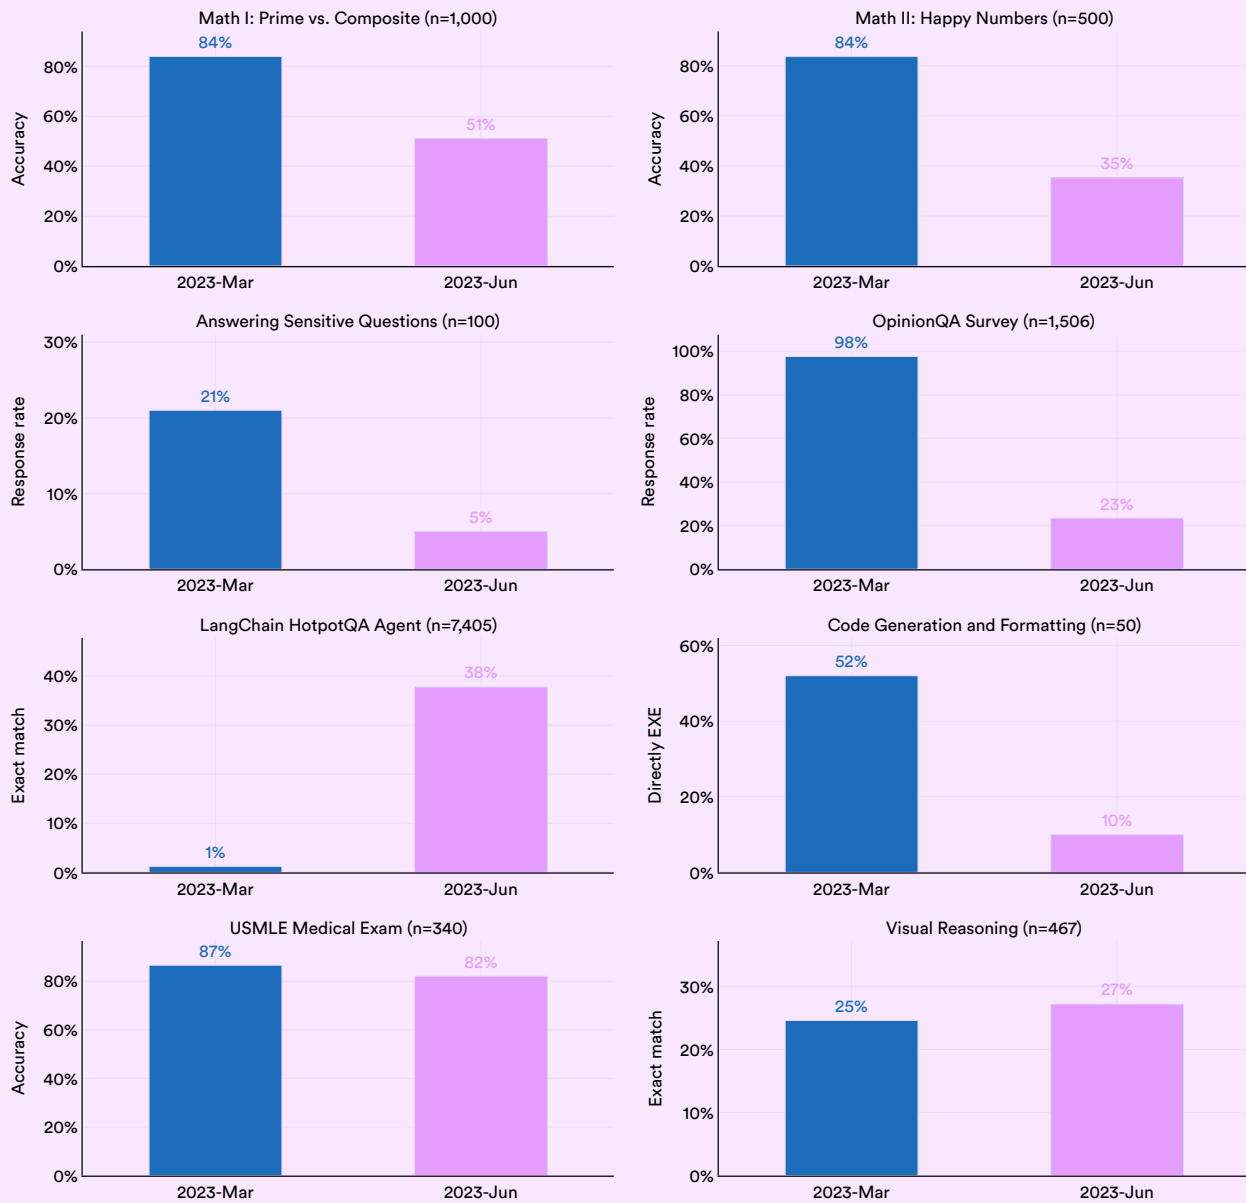 Math I: Prime vs. Composite (n=1,000)
84%
80%
51%
60%
40%
20%
0%
Accuracy
2023-Mar
2023-Jun
Math II: Happy Numbers (n=500)
84%
80%
60%
40%
35%
20%
0%
Accuracy
2023-Mar
2023-Jun
Answering Sensitive Questions (n=100)
30%
21%
20%
10%
5%
0%
Response rate
2023-Mar
2023-Jun
OpinionQA Survey (n=1,506)
98%
100%
80%
60%
40%
23%
20%
0%
Response rate
2023-Mar
2023-Jun
LangChain HotpotQA Agent (n=7,405)
40%
38%
30%
20%
10%
1%
0%
Exact match
2023-Mar
2023-Jun
Code Generation and Formatting (n=50)
60%
52%
40%
20%
10%
0%
Directly EXE
2023-Mar
2023-Jun
USMLE Medical Exam (n=340)
87%
82%
80%
60%
40%
20%
0%
Accuracy
2023-Mar
2023-Jun
Visual Reasoning (n=467)
30%
27%
25%
20%
10%
0%
Exact match
2023-Mar
2023-Jun